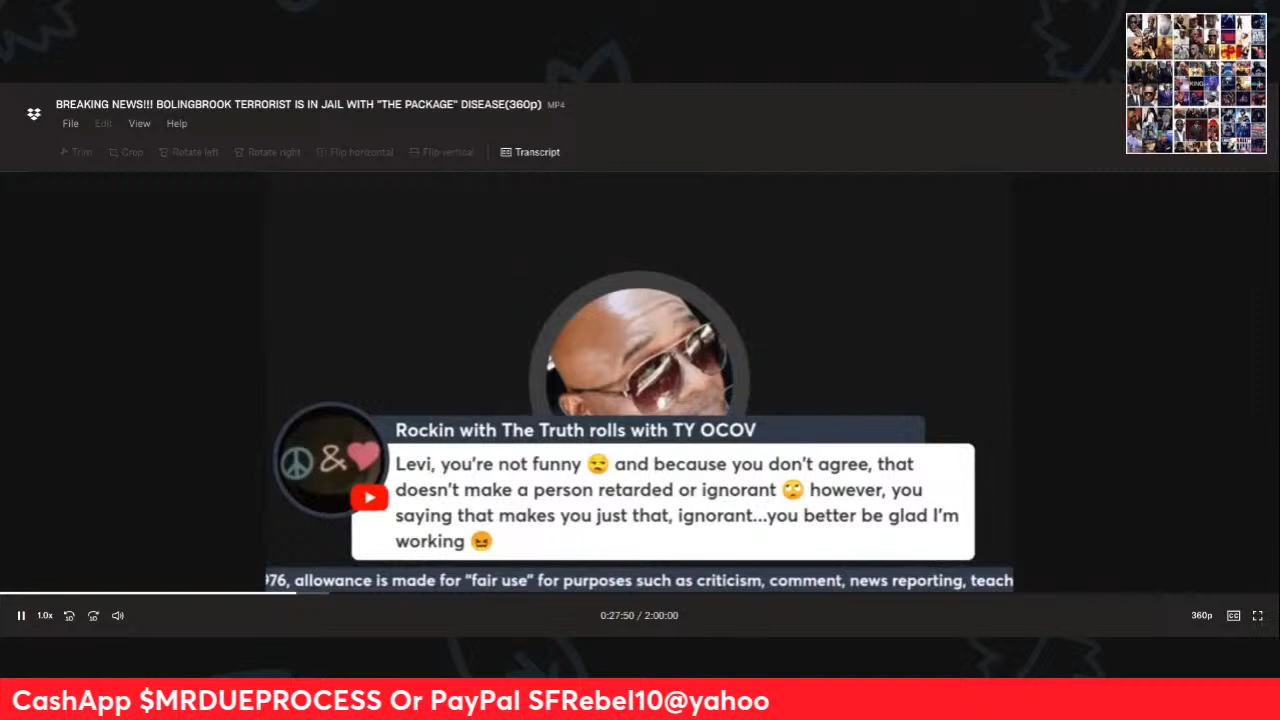 BREAKING NEWS!!! BOLINGBROOK TERRORIST IS IN JAIL WITH "THE PACKAGE" DISEASE(360p) MP4
File Edit View Help
Trim Crop Rotate left Rotate right Flip horizontal Flip vertical Transcript
Rockin with The Truth rolls with TY OCOV
&
Levi, you're not funny 😒 and because you don't agree, that
doesn't make a person retarded or ignorant 🙄 however, you
saying that makes you just that, ignorant...you better be glad I'm
working 😖
976, allowance is made for "fair use" for purposes such as criticism, comment, news reporting, teach
1.0x 10 10 0:27:50 / 2:00:00 360p CC
CashApp $MRDUEPROCESS Or PayPal SFRebel10@yahoo